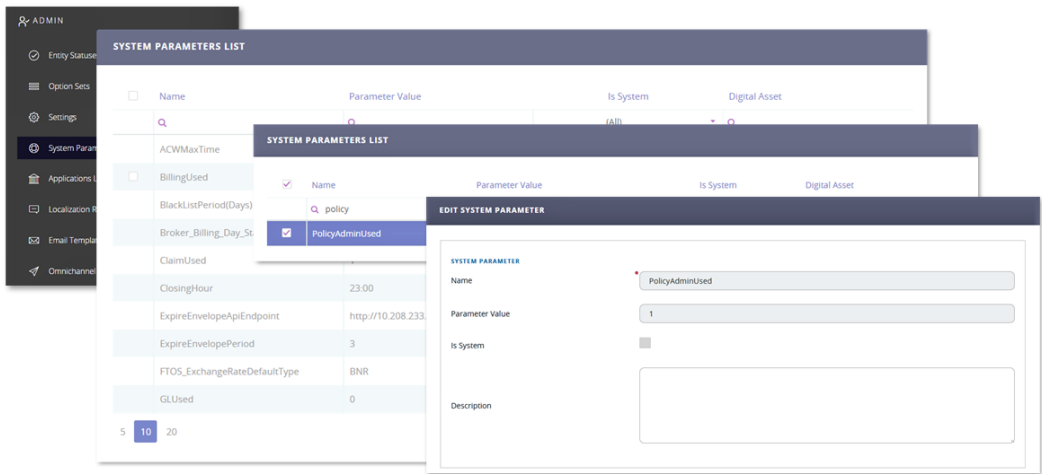 ADMIN
Entity Statuse
Option Sets
Settings
System Param
Applications L
Localization R
Email Templa
Omnichannel
SYSTEM PARAMETERS LIST
Name Parameter Value Is System Digital Asset
(All)
ACWMaxTime
BillingUsed
BlackListPeriod(Days)
Broker_Billing_Day_St
ClaimUsed
ClosingHour 23:00
ExpireEnvelopeApiEndpoint http://10.208.233.
ExpireEnvelopePeriod 3
FTOS_ExchangeRateDefaultType BNR
GLUsed 0
5 10 20
SYSTEM PARAMETERS LIST
Name Parameter Value Is System Digital Asset
policy
PolicyAdminUsed
EDIT SYSTEM PARAMETER
SYSTEM PARAMETER
Name * PolicyAdminUsed
Parameter Value 1
Is System
Description